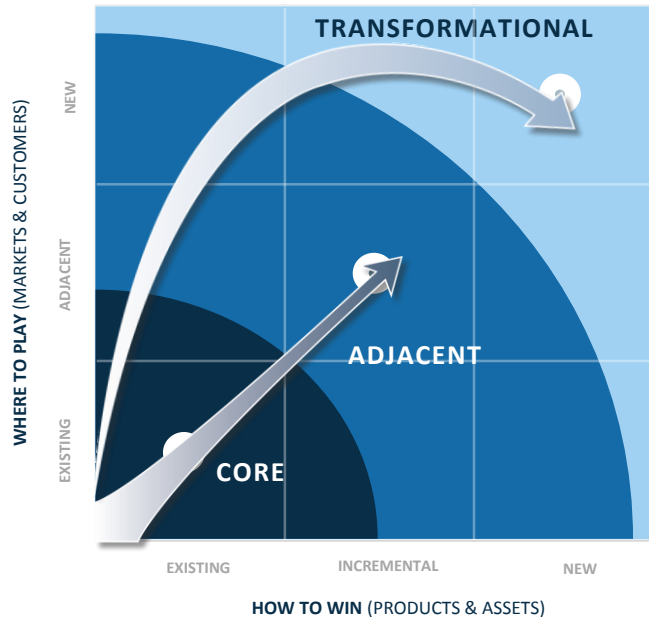 TRANSFORMATIONAL
WHERE TO PLAY (MARKETS & CUSTOMERS)
NEW
ADJACENT
EXISTING
ADJACENT
CORE
EXISTING
INCREMENTAL
NEW
HOW TO WIN (PRODUCTS & ASSETS)